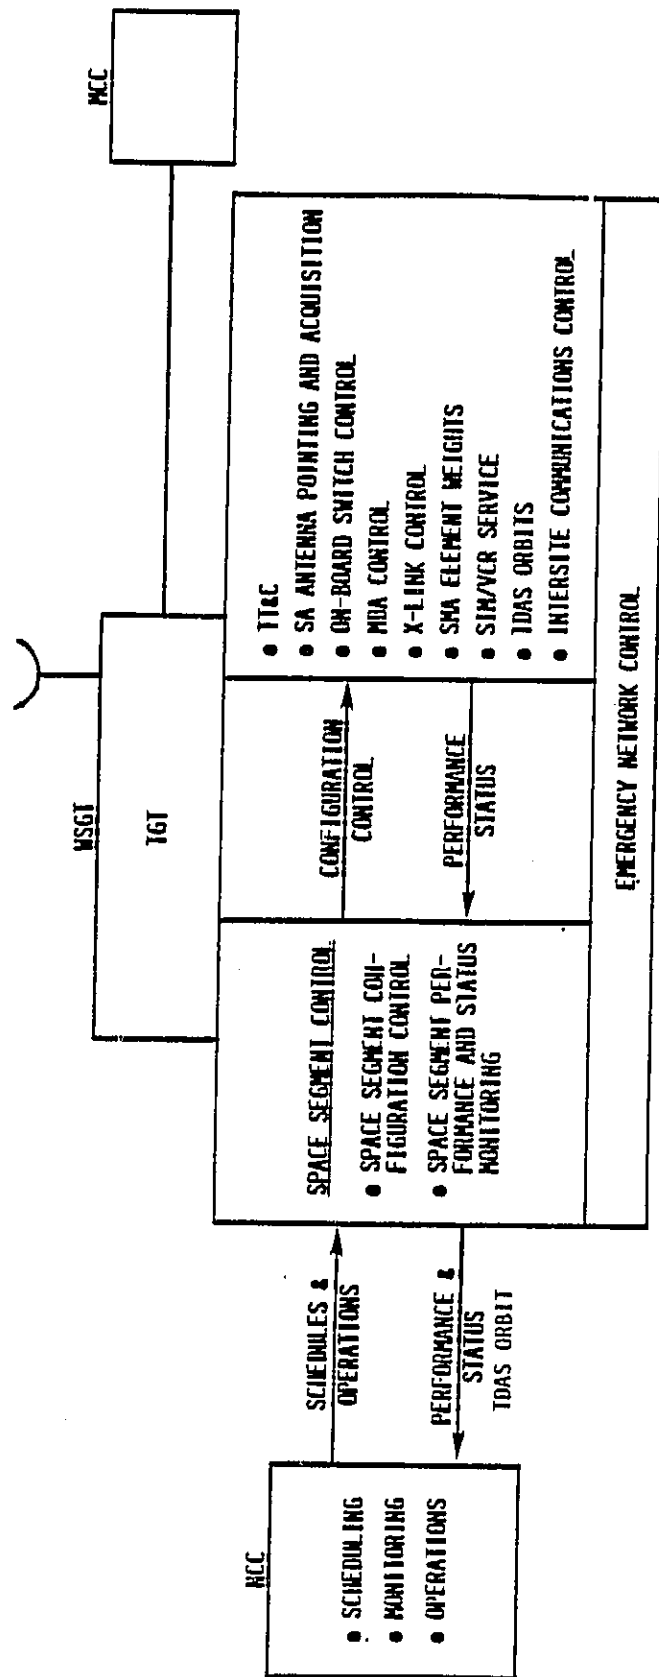 NCC
● SCHEDULING
● MONITORING
● OPERATIONS
SCHEDULES &
OPERATIONS
PERFORMANCE &
STATUS
TDAS ORBIT
WSGT
TGT
SPACE SEGMENT CONTROL
● SPACE SEGMENT CON-
FIGURATION CONTROL
● SPACE SEGMENT PER-
FORMANCE AND STATUS
MONITORING
CONFIGURATION
CONTROL
PERFORMANCE
STATUS
● TT&C
● SA ANTENNA POINTING AND ACQUISITION
● ON-BOARD SWITCH CONTROL
● MDA CONTROL
● X-LINK CONTROL
● SMA ELEMENT WEIGHTS
● SIM/VCR SERVICE
● TDAS ORBITS
● INTERSITE COMMUNICATIONS CONTROL
EMERGENCY NETWORK CONTROL
MCC